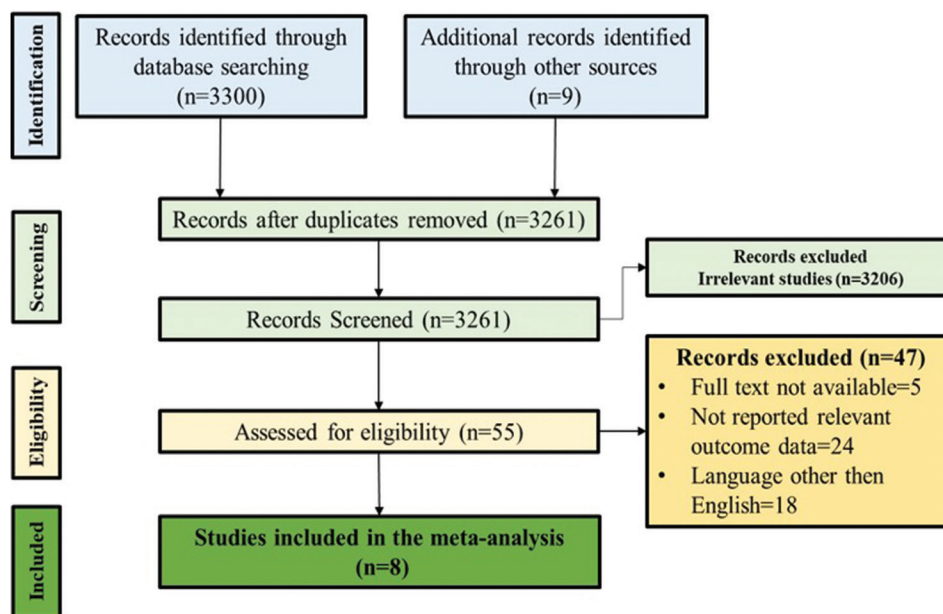 Identification
Records identified through
database searching
(n=3300)
Additional records identified
through other sources
(n=9)
Screening
Records after duplicates removed (n=3261)
Records excluded
Irrelevant studies (n=3206)
Records Screened (n=3261)
Eligibility
Assessed for eligibility (n=55)
Records excluded (n=47)
• Full text not available=5
• Not reported relevant
outcome data=24
• Language other then
English=18
Included
Studies included in the meta-analysis
(n=8)